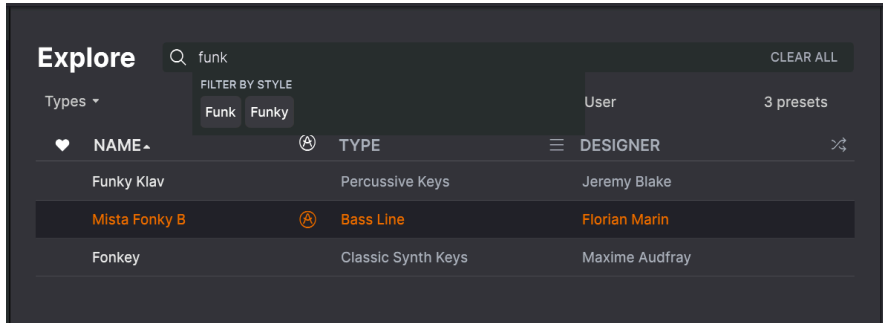 Explore funk CLEAR ALL
FILTER BY STYLE
Types User 3 presets
Funk Funky
NAME TYPE DESIGNER
Funky Klav Percussive Keys Jeremy Blake
Mista Fonky B Bass Line Florian Marin
Fonkey Classic Synth Keys Maxime Audfray